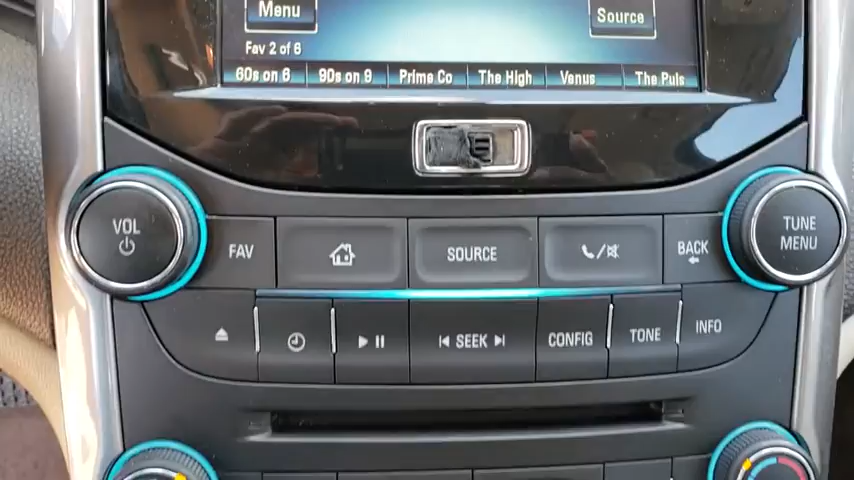 Menu
Source
Fav 2 of 6
60s on 6 90s on 9 Prime Co The High Venus The Puls
VOL
FAV
SOURCE
BACK
TUNE
MENU
SEEK CONFIG TONE INFO